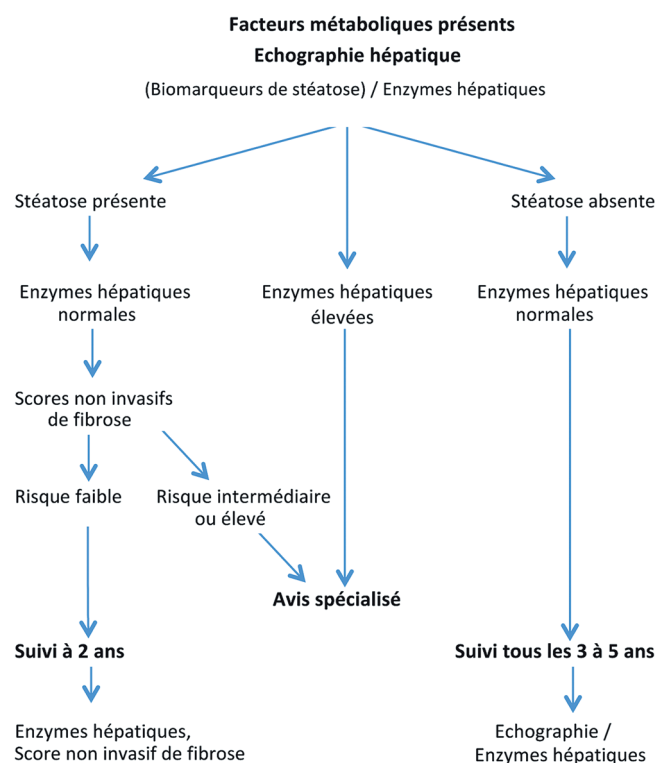 Facteurs métaboliques présents
Echographie hépatique
(Biomarqueurs de stéatose) / Enzymes hépatiques
Stéatose présente
Stéatose absente
Enzymes hépatiques
normales
Enzymes hépatiques
élevées
Enzymes hépatiques
normales
Scores non invasifs
de fibrose
Risque faible
Risque intermédiaire
ou élevé
Avis spécialisé
Suivi à 2 ans
Suivi tous les 3 à 5 ans
Enzymes hépatiques,
Score non invasif de fibrose
Echographie /
Enzymes hépatiques